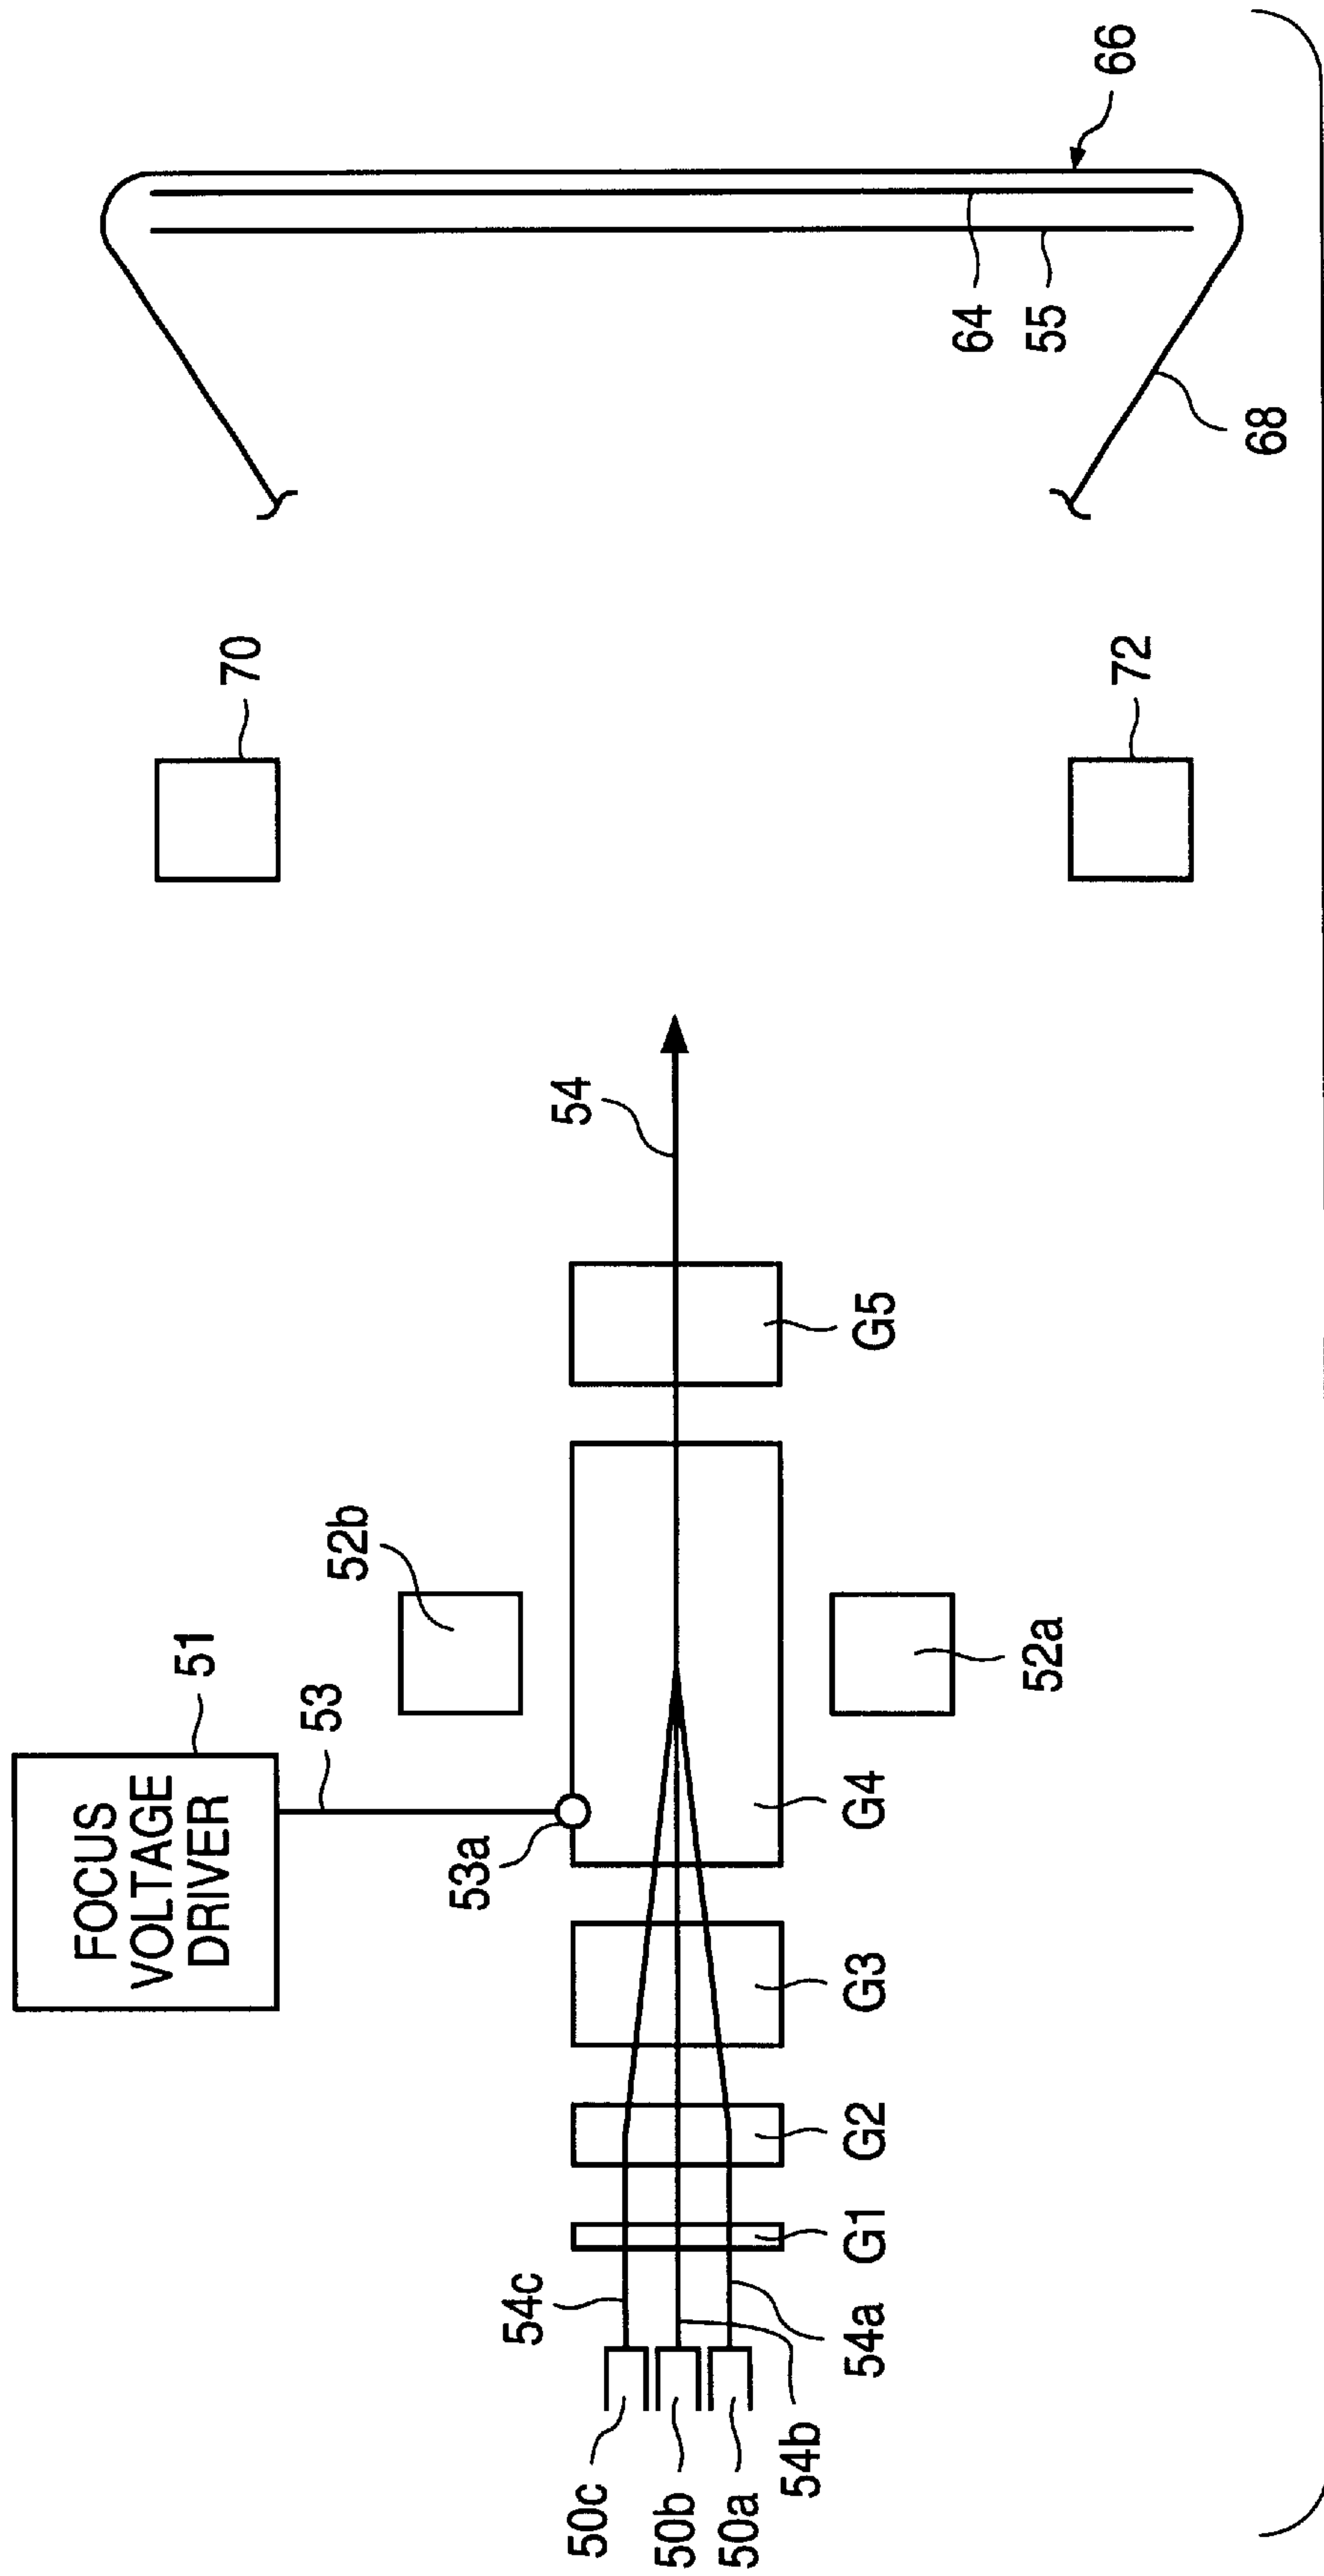 FOCUS
VOLTAGE
DRIVER
51
53
53a
52b
52a
54
70
72
64
55
66
68
50c
50b
50a
54c
54b
54a
G1
G2
G3
G4
G5